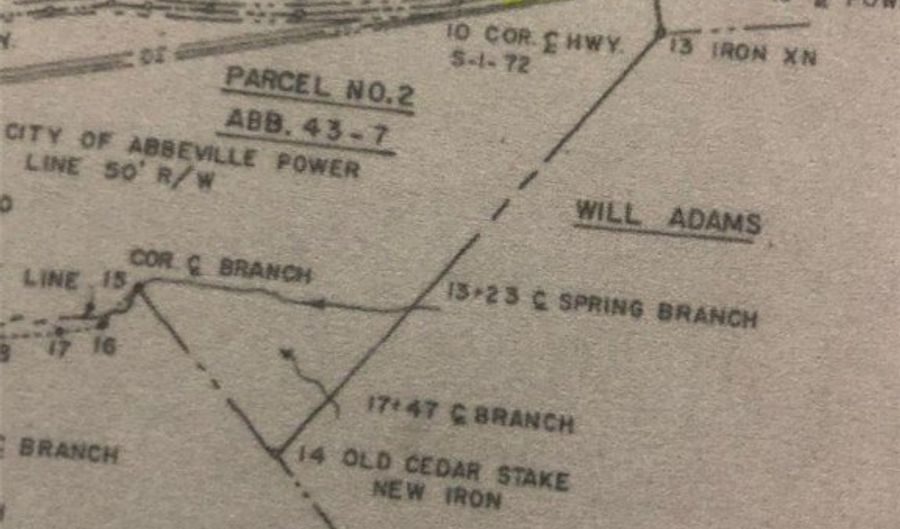 10 COR. ℄ HWY.
S-1-72
13 IRON XN
PARCEL NO. 2
ABB. 43-7
CITY OF ABBEVILLE POWER
LINE 50' R/W
WILL ADAMS
COR ℄ BRANCH
LINE 15
13+23 ℄ SPRING BRANCH
17 16
17+47 ℄ BRANCH
BRANCH
14 OLD CEDAR STAKE
NEW IRON